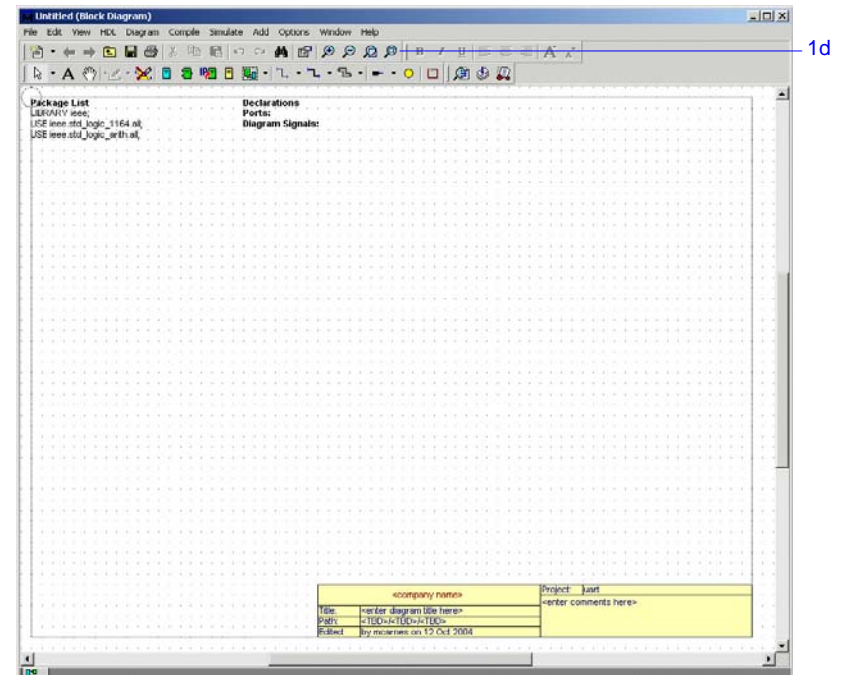 Untitled (Block Diagram)
File Edit View HDL Diagram Compile Simulate Add Options Window Help
B I U A A
1d
A
Package List
LIBRARY ieee;
USE ieee.std_logic_1164.all;
USE ieee.std_logic_arith.all;
Declarations
Ports:
Diagram Signals:
<company name>
Project: uart
<enter comments here>
Title: <enter diagram title here>
Path: <TBD>/<TBD>/<TBD>
Edited: by mcarnes on 12 Oct 2004